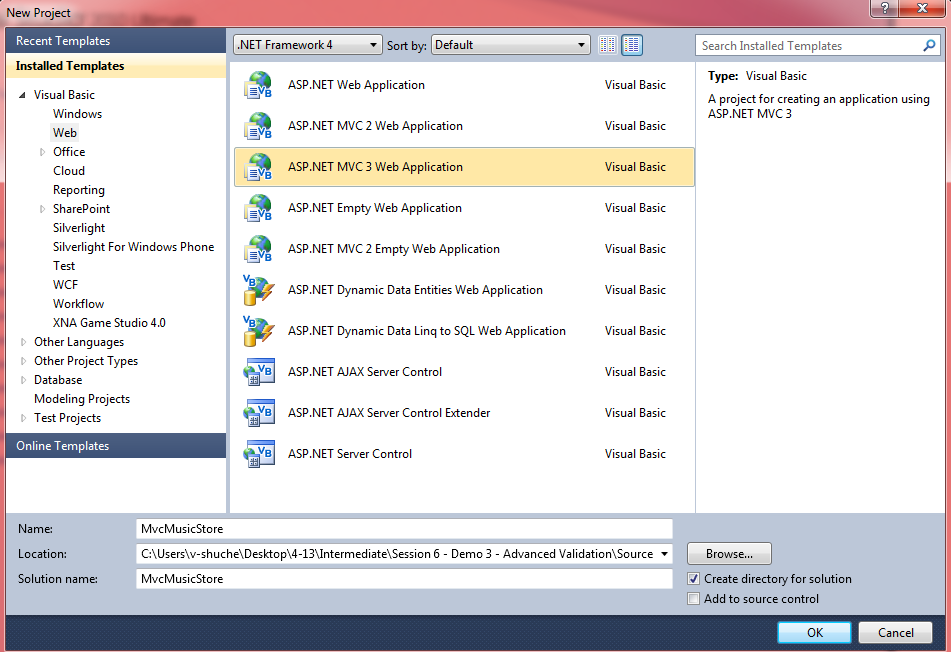 New Project
?
Recent Templates
Installed Templates
Visual Basic
Windows
Web
Office
Cloud
Reporting
SharePoint
Silverlight
Silverlight For Windows Phone
Test
WCF
Workflow
XNA Game Studio 4.0
Other Languages
Other Project Types
Database
Modeling Projects
Test Projects
Online Templates
.NET Framework 4
Sort by: Default
ASP.NET Web Application Visual Basic
ASP.NET MVC 2 Web Application Visual Basic
ASP.NET MVC 3 Web Application Visual Basic
ASP.NET Empty Web Application Visual Basic
ASP.NET MVC 2 Empty Web Application Visual Basic
ASP.NET Dynamic Data Entities Web Application Visual Basic
ASP.NET Dynamic Data Linq to SQL Web Application Visual Basic
ASP.NET AJAX Server Control Visual Basic
ASP.NET AJAX Server Control Extender Visual Basic
ASP.NET Server Control Visual Basic
Search Installed Templates
Type: Visual Basic
A project for creating an application using
ASP.NET MVC 3
Name: MvcMusicStore
Location: C:\Users\v-shuche\Desktop\4-13\Intermediate\Session 6 - Demo 3 - Advanced Validation\Source Browse...
Solution name: MvcMusicStore
Create directory for solution
Add to source control
OK Cancel